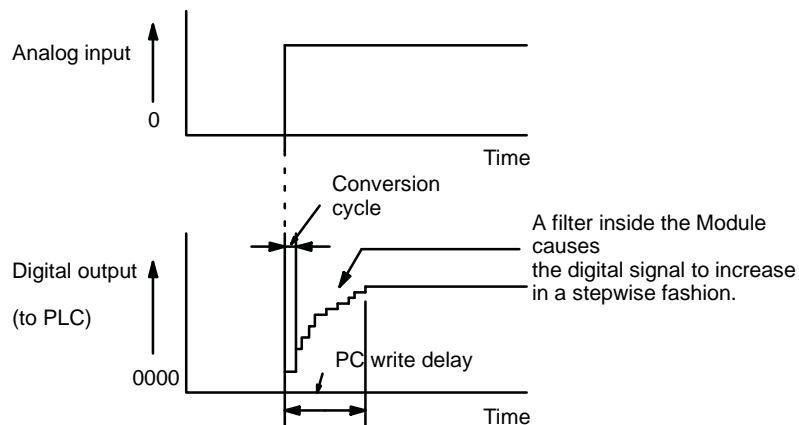 Analog input
0
Time
Conversion
cycle
A filter inside the Module
causes
the digital signal to increase
in a stepwise fashion.
Digital output
(to PLC)
0000
PC write delay
Time